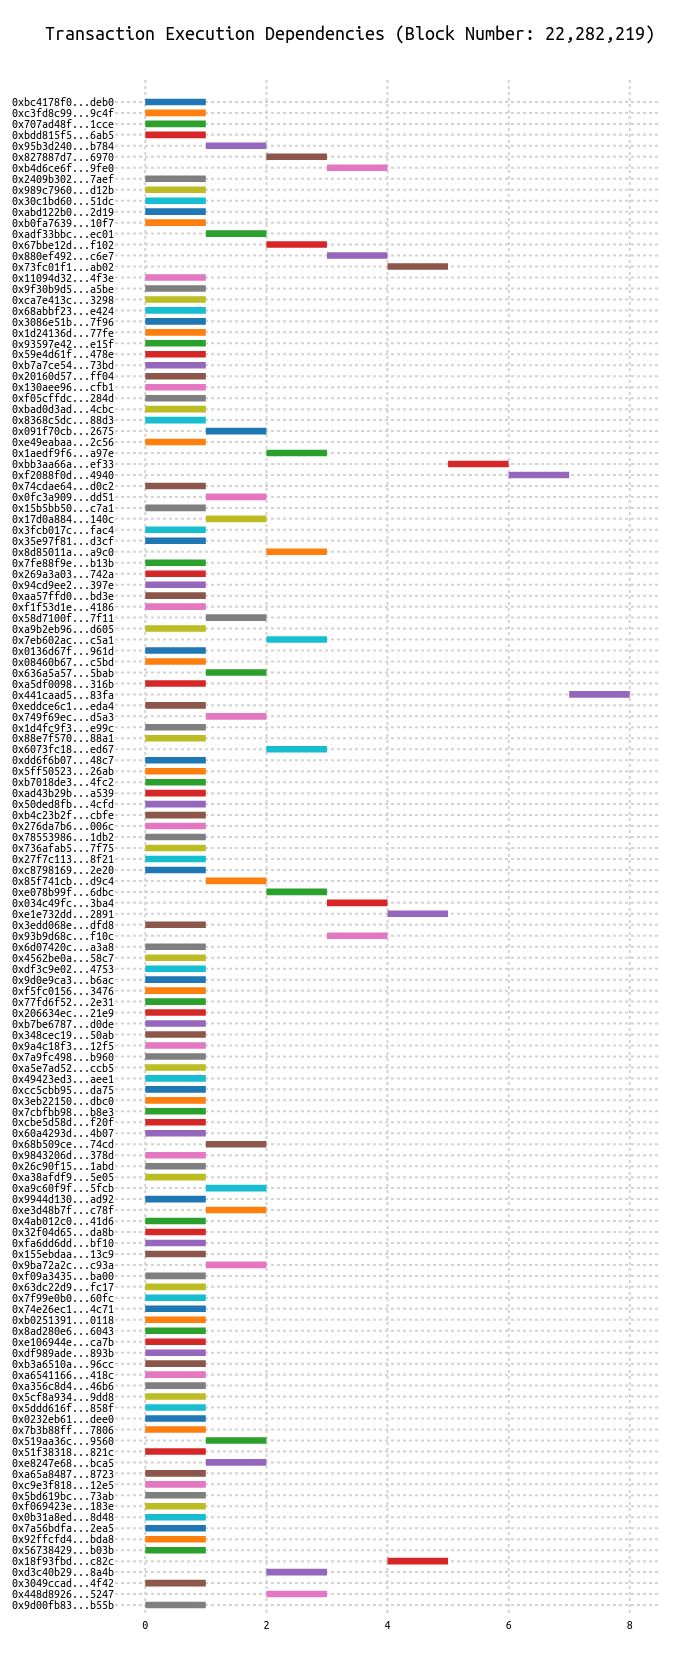 Transaction Execution Dependencies (Block Number: 22,282,219)
0xbc4178f0...deb0
0xc3fd8c99...9c4f
0x707ad48f...1cce
0xbdd815f5...6ab5
0x95b3d240...b784
0x827887d7...6970
0xb4d6ce6f...9fe0
0x2409b302...7aef
0x989c7960...d12b
0x30c1bd60...51dc
0xabd122b0...2d19
0xb0fa7639...10f7
0xadf33bbc...ec01
0x67bbe12d...f102
0x880ef492...c6e7
0x73fc01f1...ab02
0x11094d32...4f3e
0x9f30b9d5...a5be
0xca7e413c...3298
0x68abbf23...e424
0x3086e51b...7f96
0x1d24136d...77fe
0x93597e42...e15f
0x59e4d61f...478e
0xb7a7ce54...73bd
0x20160d57...ff04
0x130aee96...cfb1
0xf05cffdc...284d
0xbad0d3ad...4cbc
0x8368c5dc...88d3
0x091f70cb...2675
0xe49eabaa...2c56
0x1aedf9f6...a97e
0xbb3aa66a...ef33
0xf2088f0d...4940
0x74cdae64...d0c2
0x0fc3a909...dd51
0x15b5bb50...c7a1
0x17d0a884...140c
0x3fcb017c...fac4
0x35e97f81...d3cf
0x8d85011a...a9c0
0x7fe88f9e...b13b
0x269a3a03...742a
0x94cd9ee2...397e
0xaa57ffd0...bd3e
0xf1f53d1e...4186
0x58d7100f...7f11
0xa9b2eb96...d605
0x7eb602ac...c5a1
0x0136d67f...961d
0x08460b67...c5bd
0x636a5a57...5bab
0xa5df0098...316b
0x441caad5...83fa
0xeddce6c1...eda4
0x749f69ec...d5a3
0x1d4fc9f3...e99c
0x88e7f570...88a1
0x6073fc18...ed67
0xdd6f6b07...48c7
0x5ff50523...26ab
0xb7018de3...4fc2
0xad43b29b...a539
0x50ded8fb...4cfd
0xb4c23b2f...cbfe
0x276da7b6...006c
0x78553986...1db2
0x736afab5...7f75
0x27f7c113...8f21
0xc8798169...2e20
0x85f741cb...d9c4
0xe078b99f...6dbc
0x034c49fc...3ba4
0xe1e732dd...2891
0x3edd068e...dfd8
0x93b9d68c...f10c
0x6d07420c...a3a8
0x4562be0a...58c7
0xdf3c9e02...4753
0x9d0e9ca3...b6ac
0xf5fc0156...3476
0x77fd6f52...2e31
0x206634ec...21e9
0xb7be6787...d0de
0x348cec19...50ab
0x9a4c18f3...12f5
0x7a9fc498...b960
0xa5e7ad52...ccb5
0x49423ed3...aee1
0xcc5cbb95...da75
0x3eb22150...dbc0
0x7cbfbb98...b8e3
0xcbe5d58d...f20f
0x60a4293d...4b07
0x68b509ce...74cd
0x9843206d...378d
0x26c90f15...1abd
0xa38afdf9...5e05
0xa9c60f9f...5fcb
0x9944d130...ad92
0xe3d48b7f...c78f
0x4ab012c0...41d6
0x32f04d65...da8b
0xfa6dd6dd...bf10
0x155ebdaa...13c9
0x9ba72a2c...c93a
0xf09a3435...ba00
0x63dc22d9...fc17
0x7f99e0b0...60fc
0x74e26ec1...4c71
0xb0251391...0118
0x8ad280e6...6043
0xe106944e...ca7b
0xdf989ade...893b
0xb3a6510a...96cc
0xa6541166...418c
0xa356c8d4...46b6
0x5cf8a934...9dd8
0x5ddd616f...858f
0x0232eb61...dee0
0x7b3b88ff...7806
0x519aa36c...9560
0x51f38318...821c
0xe8247e68...bca5
0xa65a8487...8723
0xc9e3f818...12e5
0x5bd619bc...73ab
0xf069423e...183e
0x0b31a8ed...8d48
0x7a56bdfa...2ea5
0x92ffcfd4...bda8
0x56738429...b03b
0x18f93fbd...c82c
0xd3c40b29...8a4b
0x3049ccad...4f42
0x448d8926...5247
0x9d00fb83...b55b
0 2 4 6 8